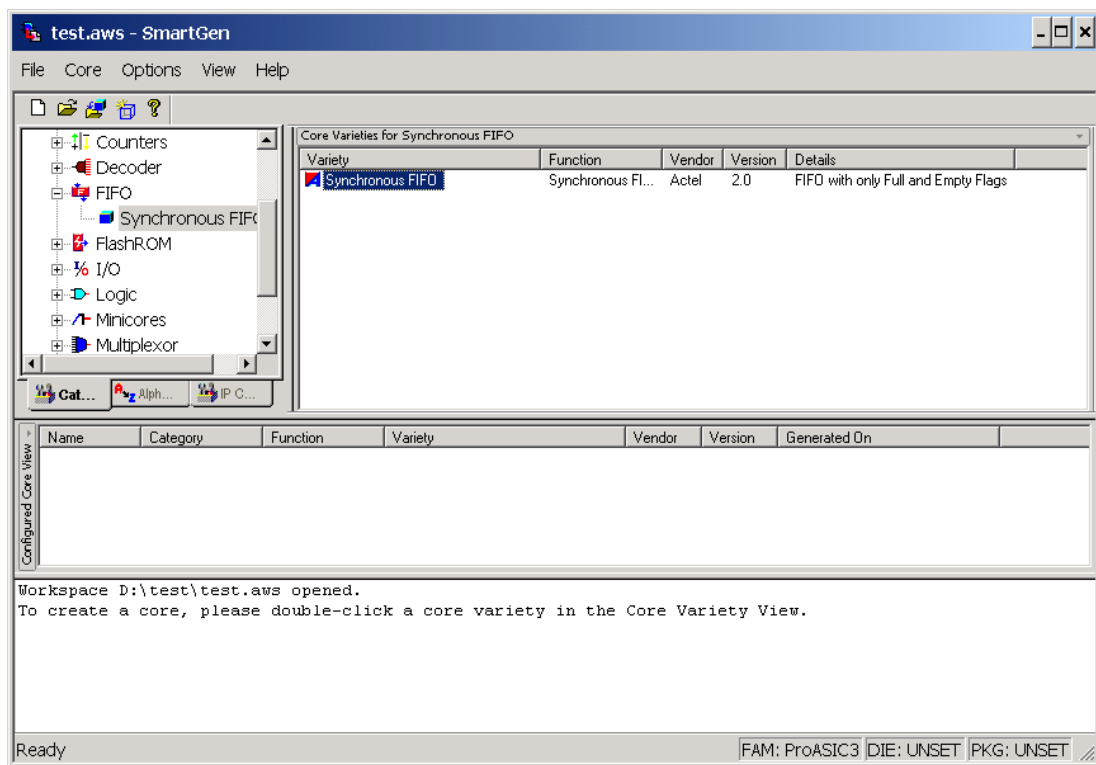 test.aws - SmartGen
File Core Options View Help
Counters
Decoder
FIFO
Synchronous FIF
FlashROM
I/O
Logic
Minicores
Multiplexor
Cat... Alph... IP C...
Core Varieties for Synchronous FIFO
Variety Function Vendor Version Details
Synchronous FIFO Synchronous FI... Actel 2.0 FIFO with only Full and Empty Flags
Configured Core View
Name Category Function Variety Vendor Version Generated On
Workspace D:\test\test.aws opened.
To create a core, please double-click a core variety in the Core Variety View.
Ready FAM: ProASIC3 DIE: UNSET PKG: UNSET